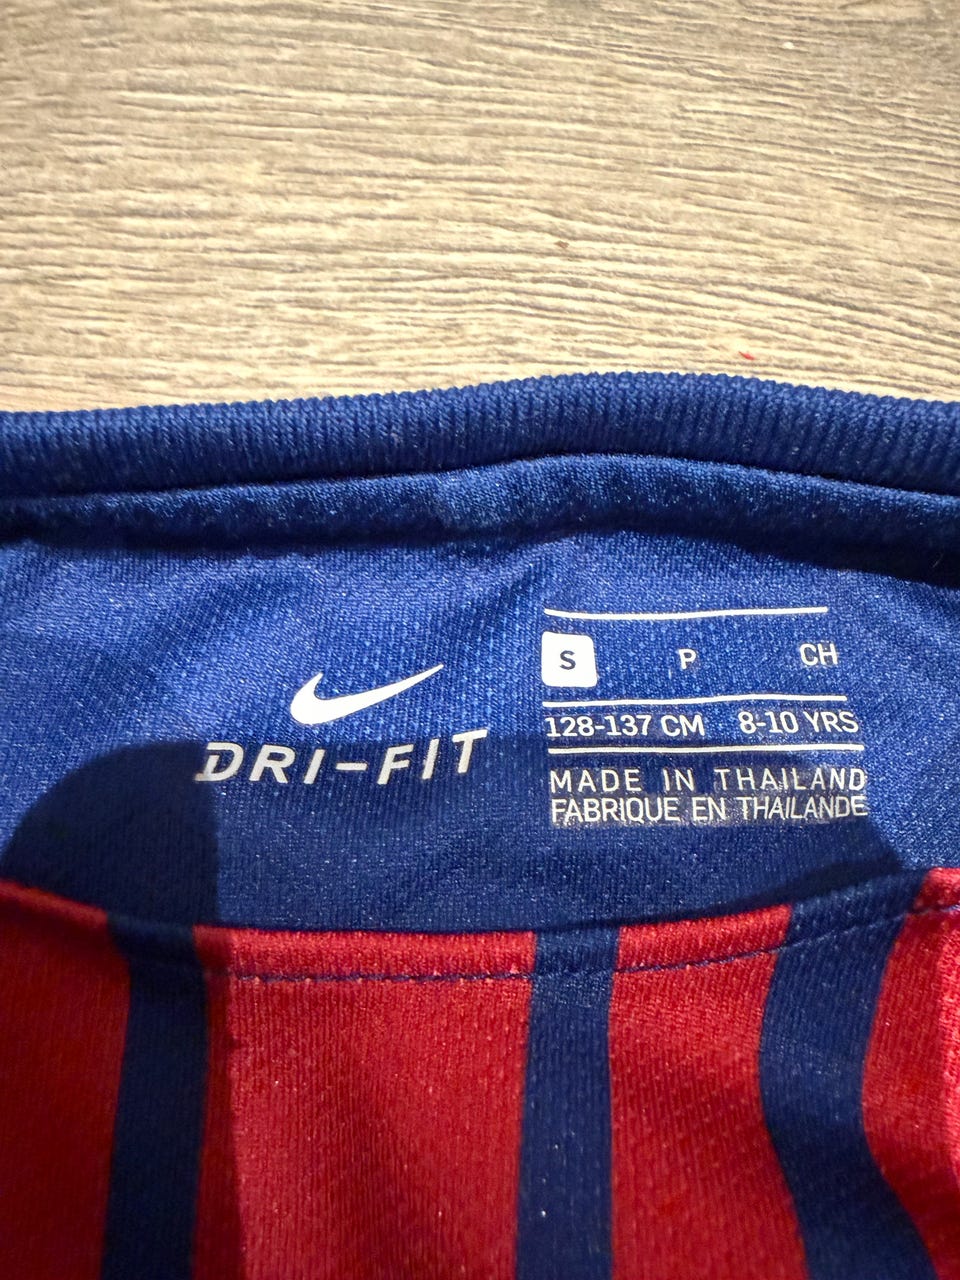 DRI-FIT
S P CH
128-137 CM 8-10 YRS
MADE IN THAILAND
FABRIQUE EN THAILANDE